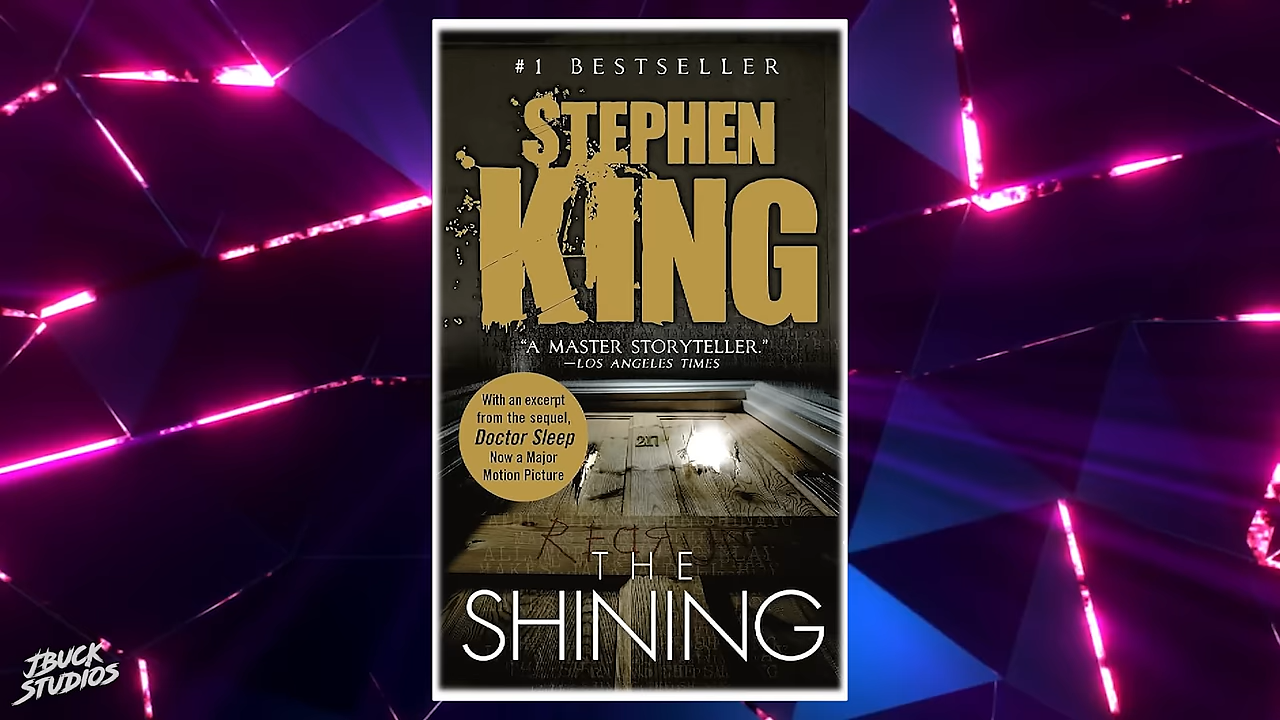 #1 BESTSELLER
STEPHEN
KING
“A MASTER STORYTELLER.”
—LOS ANGELES TIMES
With an excerpt
from the sequel,
Doctor Sleep
Now a Major
Motion Picture
217
THE
SHINING
JBUCK
STUDIOS